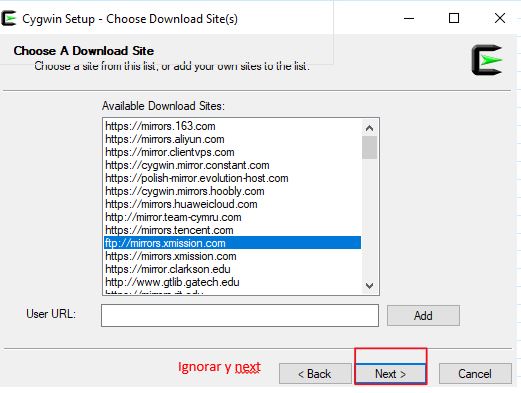 Cygwin Setup - Choose Download Site(s)
Choose A Download Site
Choose a site from this list, or add your own sites to the list.
Available Download Sites:
https://mirrors.163.com
https://mirrors.aliyun.com
https://mirror.clientvps.com
https://cygwin.mirror.constant.com
https://polish-mirror.evolution-host.com
https://cygwin.mirrors.hoobly.com
https://mirrors.huaweicloud.com
http://mirror.team-cymru.com
https://mirrors.tencent.com
ftp://mirrors.xmission.com
https://mirrors.xmission.com
https://mirror.clarkson.edu
http://www.gtlib.gatech.edu
https://mirrors.rit.edu
User URL:
Add
Ignorar y next
< Back
Next >
Cancel